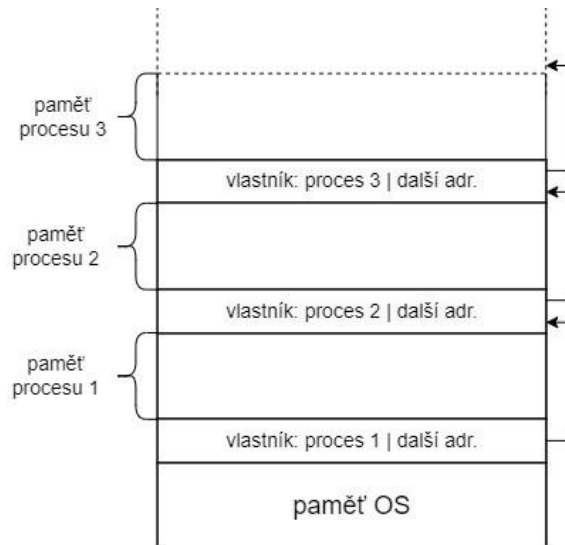 paměť
procesu 3
vlastník: proces 3 | další adr.
paměť
procesu 2
vlastník: proces 2 | další adr.
paměť
procesu 1
vlastník: proces 1 | další adr.
paměť OS